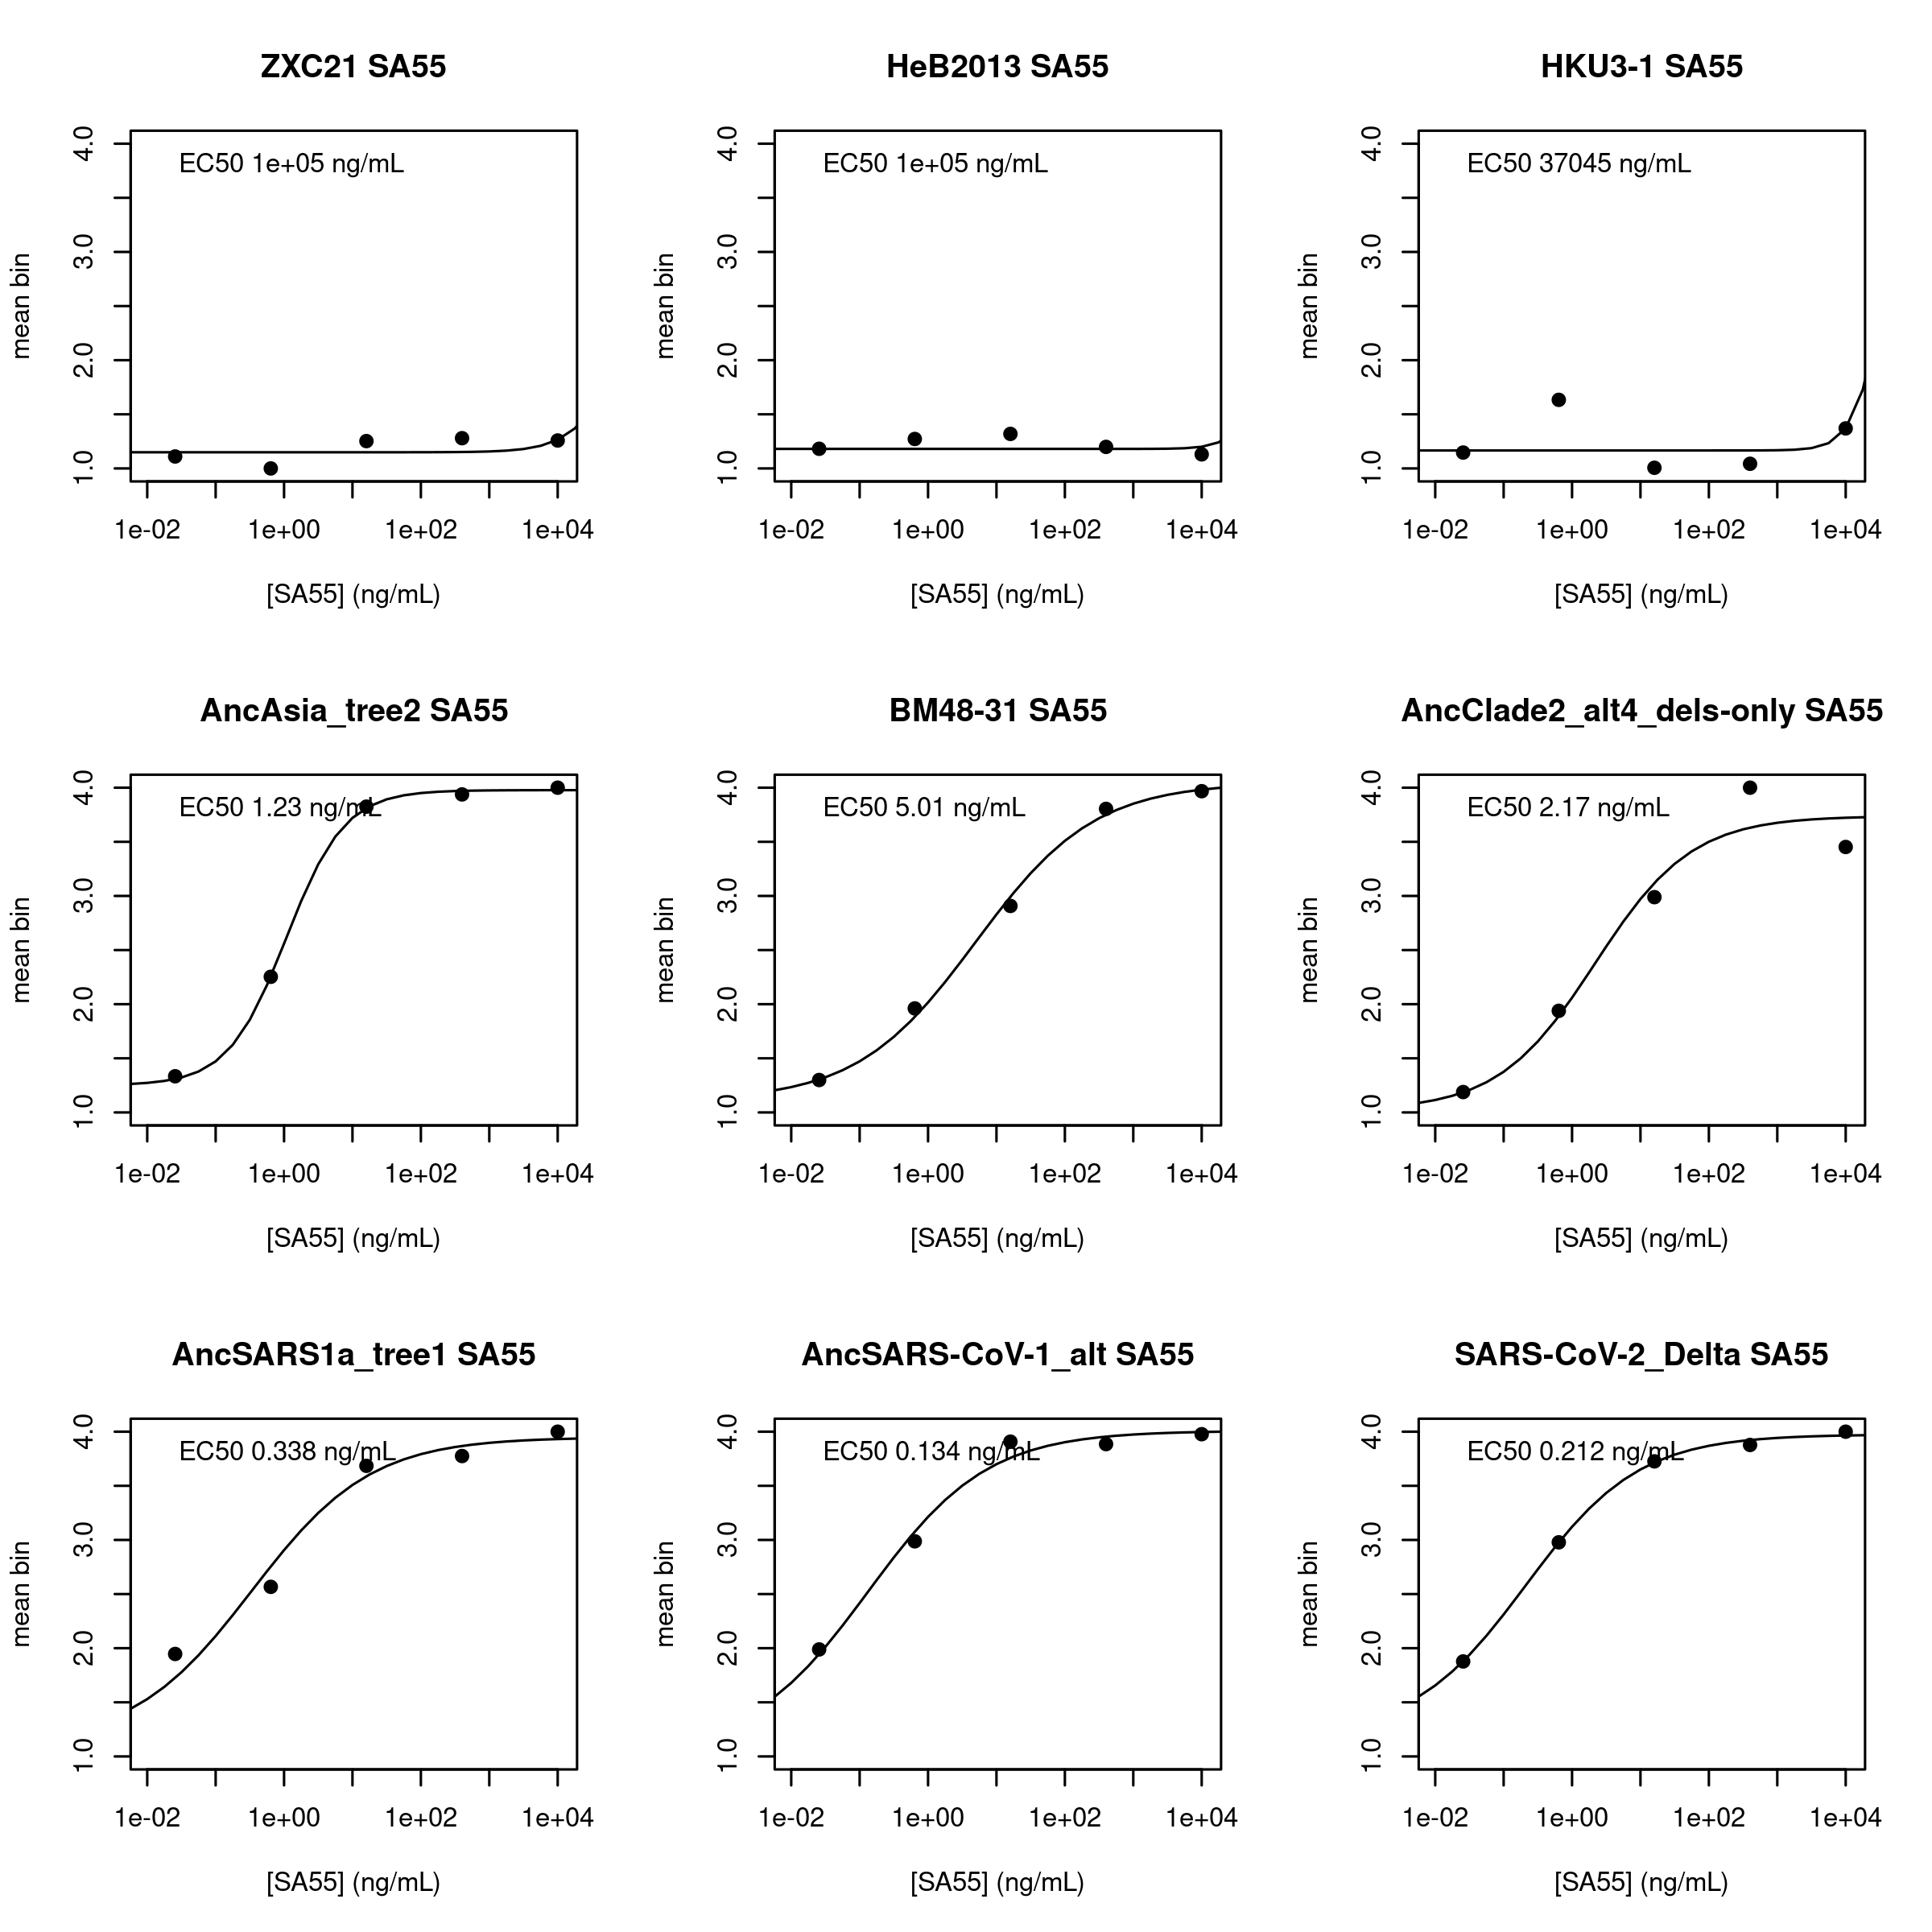 ZXC21 SA55
EC50 1e+05 ng/mL
mean bin
1.0 2.0 3.0 4.0
1e-02 1e+00 1e+02 1e+04
[SA55] (ng/mL)
HeB2013 SA55
EC50 1e+05 ng/mL
mean bin
1.0 2.0 3.0 4.0
1e-02 1e+00 1e+02 1e+04
[SA55] (ng/mL)
HKU3-1 SA55
EC50 37045 ng/mL
mean bin
1.0 2.0 3.0 4.0
1e-02 1e+00 1e+02 1e+04
[SA55] (ng/mL)
AncAsia_tree2 SA55
EC50 1.23 ng/mL
mean bin
1.0 2.0 3.0 4.0
1e-02 1e+00 1e+02 1e+04
[SA55] (ng/mL)
BM48-31 SA55
EC50 5.01 ng/mL
mean bin
1.0 2.0 3.0 4.0
1e-02 1e+00 1e+02 1e+04
[SA55] (ng/mL)
AncClade2_alt4_dels-only SA55
EC50 2.17 ng/mL
mean bin
1.0 2.0 3.0 4.0
1e-02 1e+00 1e+02 1e+04
[SA55] (ng/mL)
AncSARS1a_tree1 SA55
EC50 0.338 ng/mL
mean bin
1.0 2.0 3.0 4.0
1e-02 1e+00 1e+02 1e+04
[SA55] (ng/mL)
AncSARS-CoV-1_alt SA55
EC50 0.134 ng/mL
mean bin
1.0 2.0 3.0 4.0
1e-02 1e+00 1e+02 1e+04
[SA55] (ng/mL)
SARS-CoV-2_Delta SA55
EC50 0.212 ng/mL
mean bin
1.0 2.0 3.0 4.0
1e-02 1e+00 1e+02 1e+04
[SA55] (ng/mL)